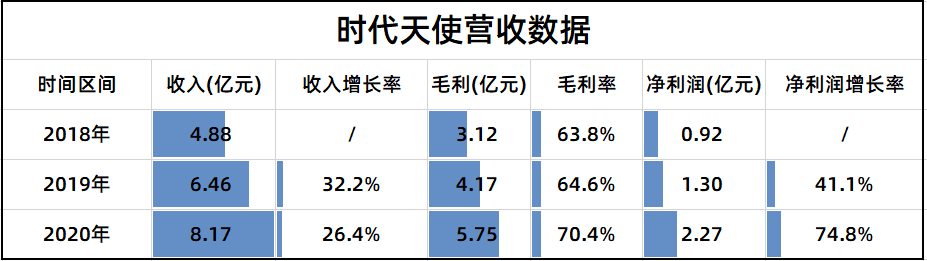 时代天使营收数据
时间区间 收入(亿元) 收入增长率 毛利(亿元) 毛利率 净利润(亿元) 净利润增长率
2018年 4.88 / 3.12 63.8% 0.92 /
2019年 6.46 32.2% 4.17 64.6% 1.30 41.1%
2020年 8.17 26.4% 5.75 70.4% 2.27 74.8%